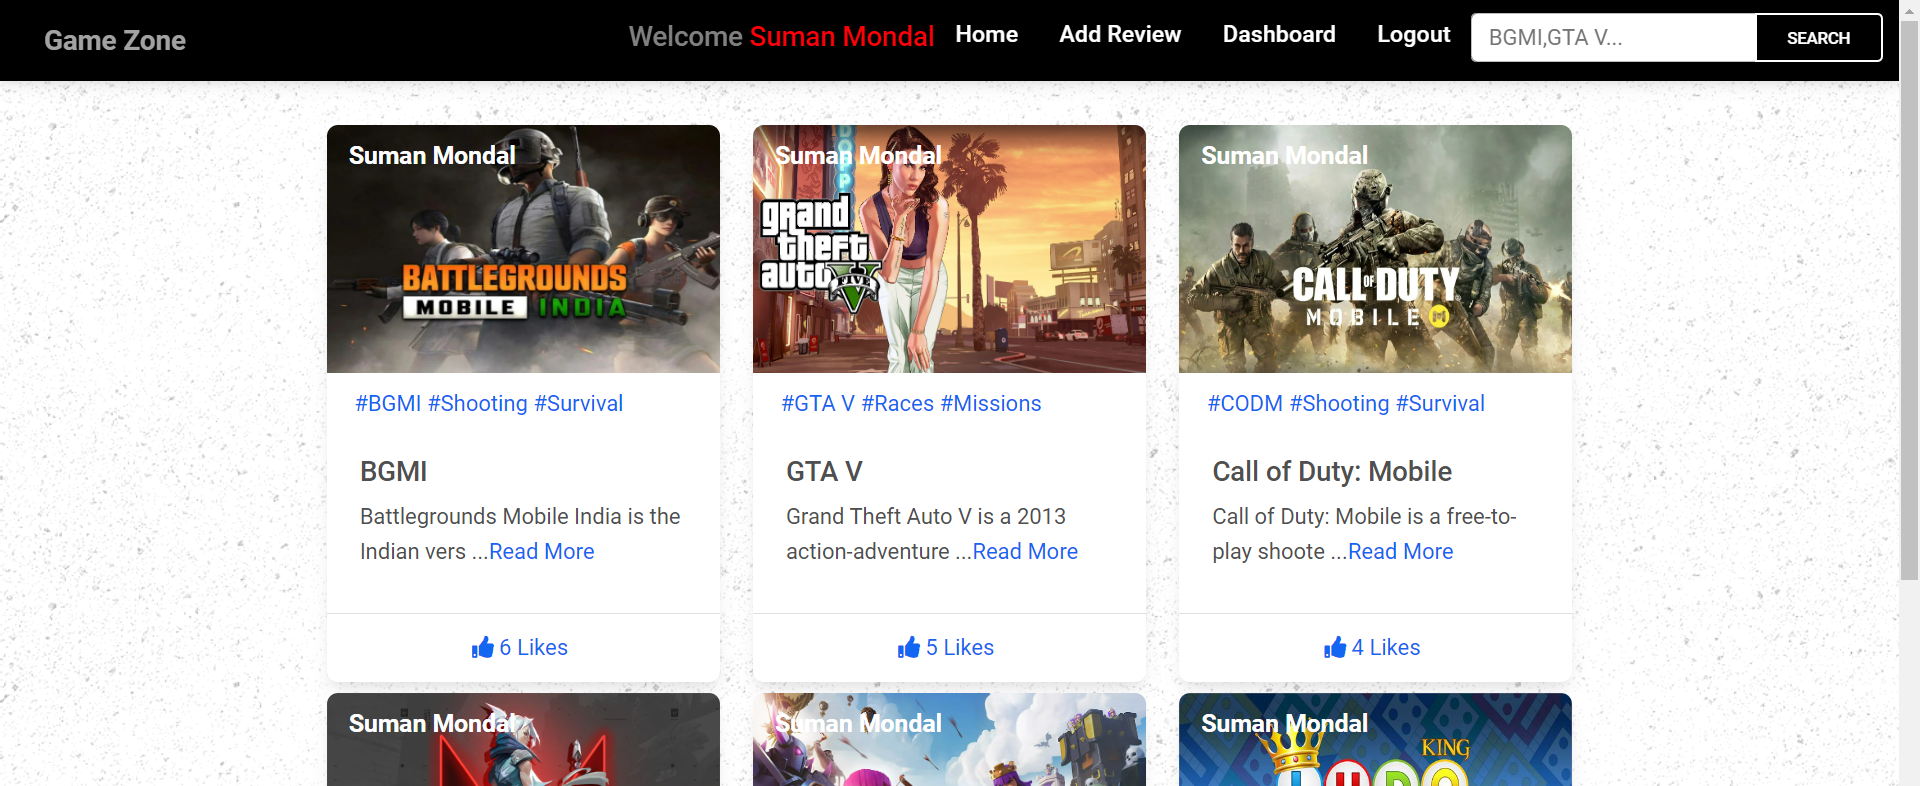 Game Zone
Welcome Suman Mondal Home Add Review Dashboard Logout BGMI,GTA V... SEARCH
Suman Mondal
BATTLEGROUNDS
MOBILE INDIA
#BGMI #Shooting #Survival
BGMI
Battlegrounds Mobile India is the
Indian vers ...Read More
6 Likes
Suman Mondal
grand
theft
auto V
FIVE
#GTA V #Races #Missions
GTA V
Grand Theft Auto V is a 2013
action-adventure ...Read More
5 Likes
Suman Mondal
CALL OF DUTY
MOBILE
#CODM #Shooting #Survival
Call of Duty: Mobile
Call of Duty: Mobile is a free-to-
play shoote ...Read More
4 Likes
Suman Mondal
Suman Mondal
Suman Mondal
KING
LUDO